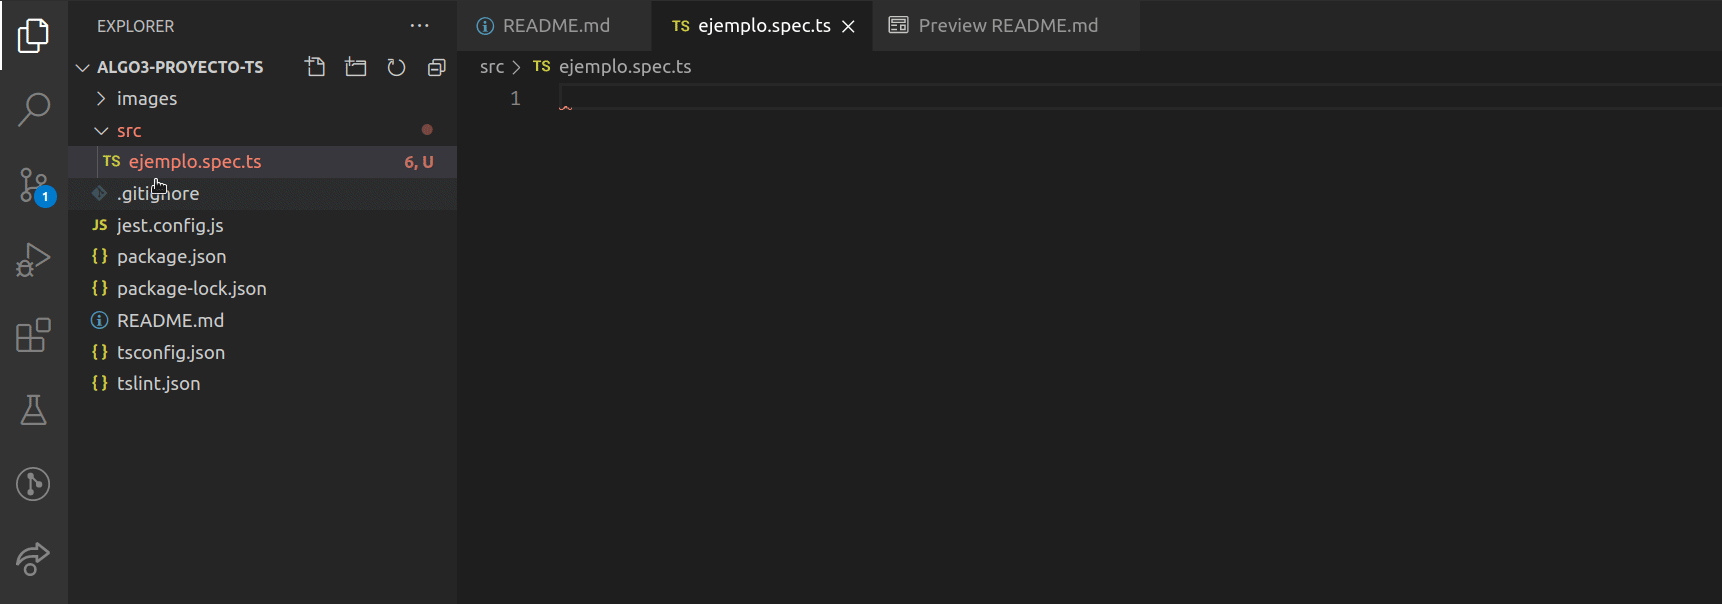 EXPLORER
ALGO3-PROYECTO-TS
images
src
TS ejemplo.spec.ts 6, U
.gitignore
JS jest.config.js
{} package.json
{} package-lock.json
README.md
{} tsconfig.json
{} tslint.json
1
README.md
TS ejemplo.spec.ts
Preview README.md
src > TS ejemplo.spec.ts
1